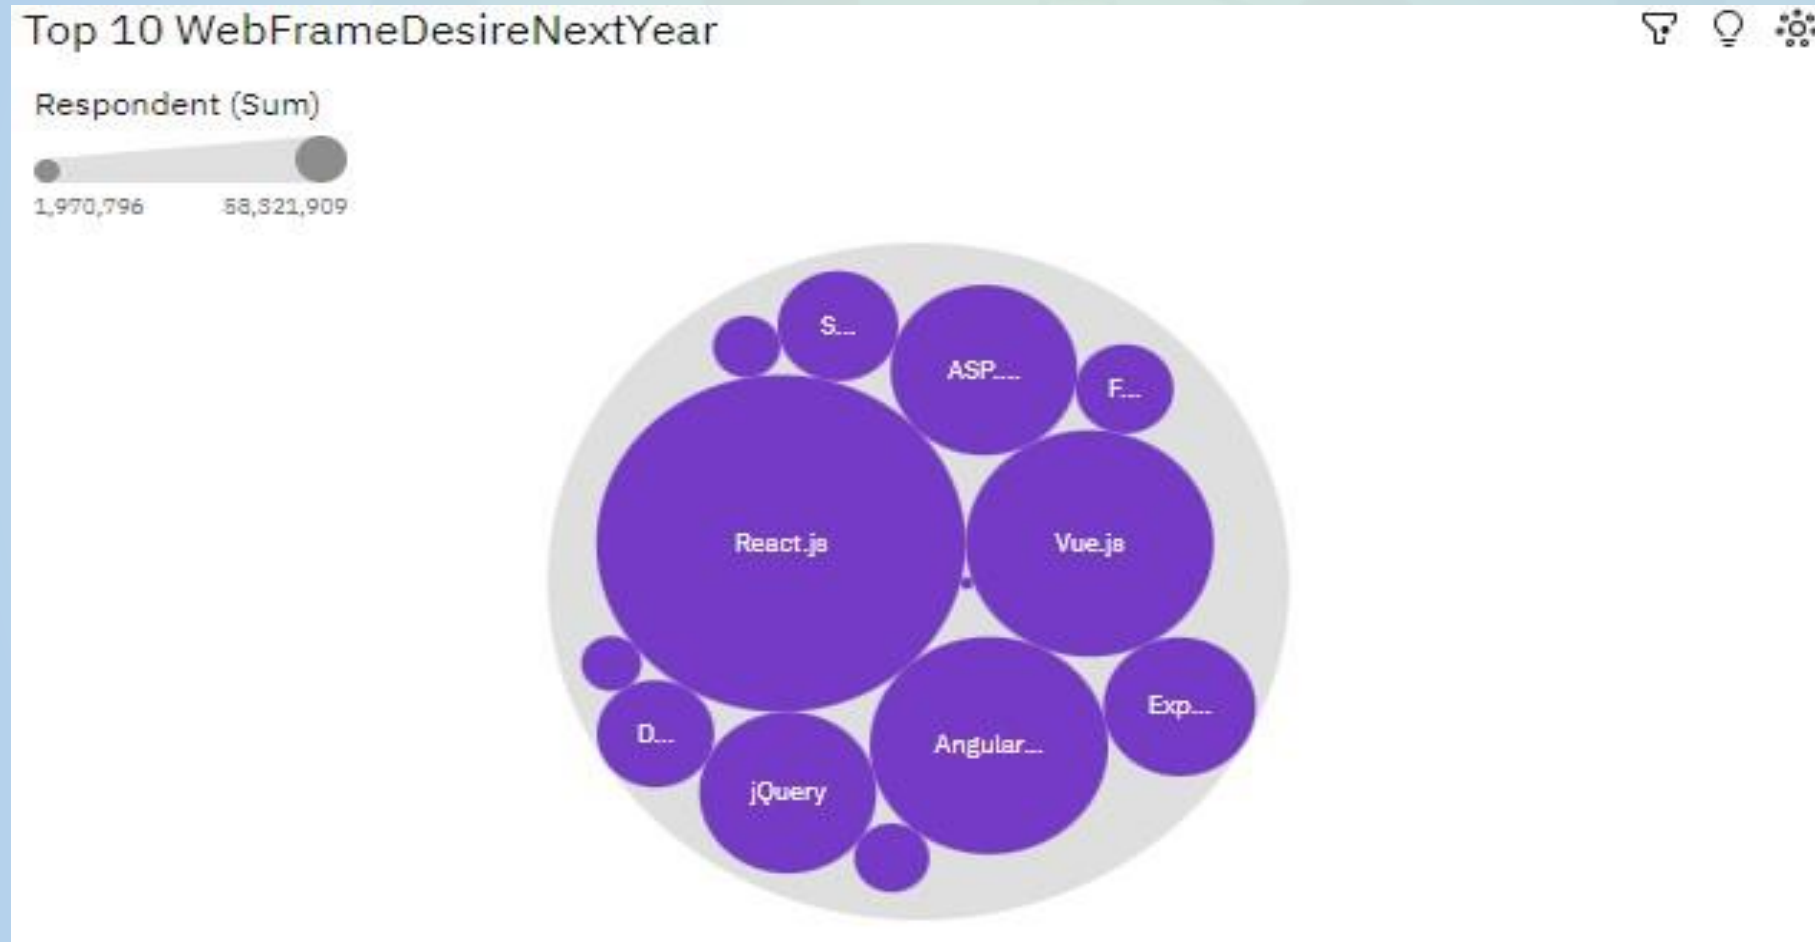 Top 10 WebFrameDesireNextYear
Respondent (Sum)
1,970,796 58,321,909
S...
ASP....
F...
React.js
Vue.js
Exp...
D...
Angular...
jQuery